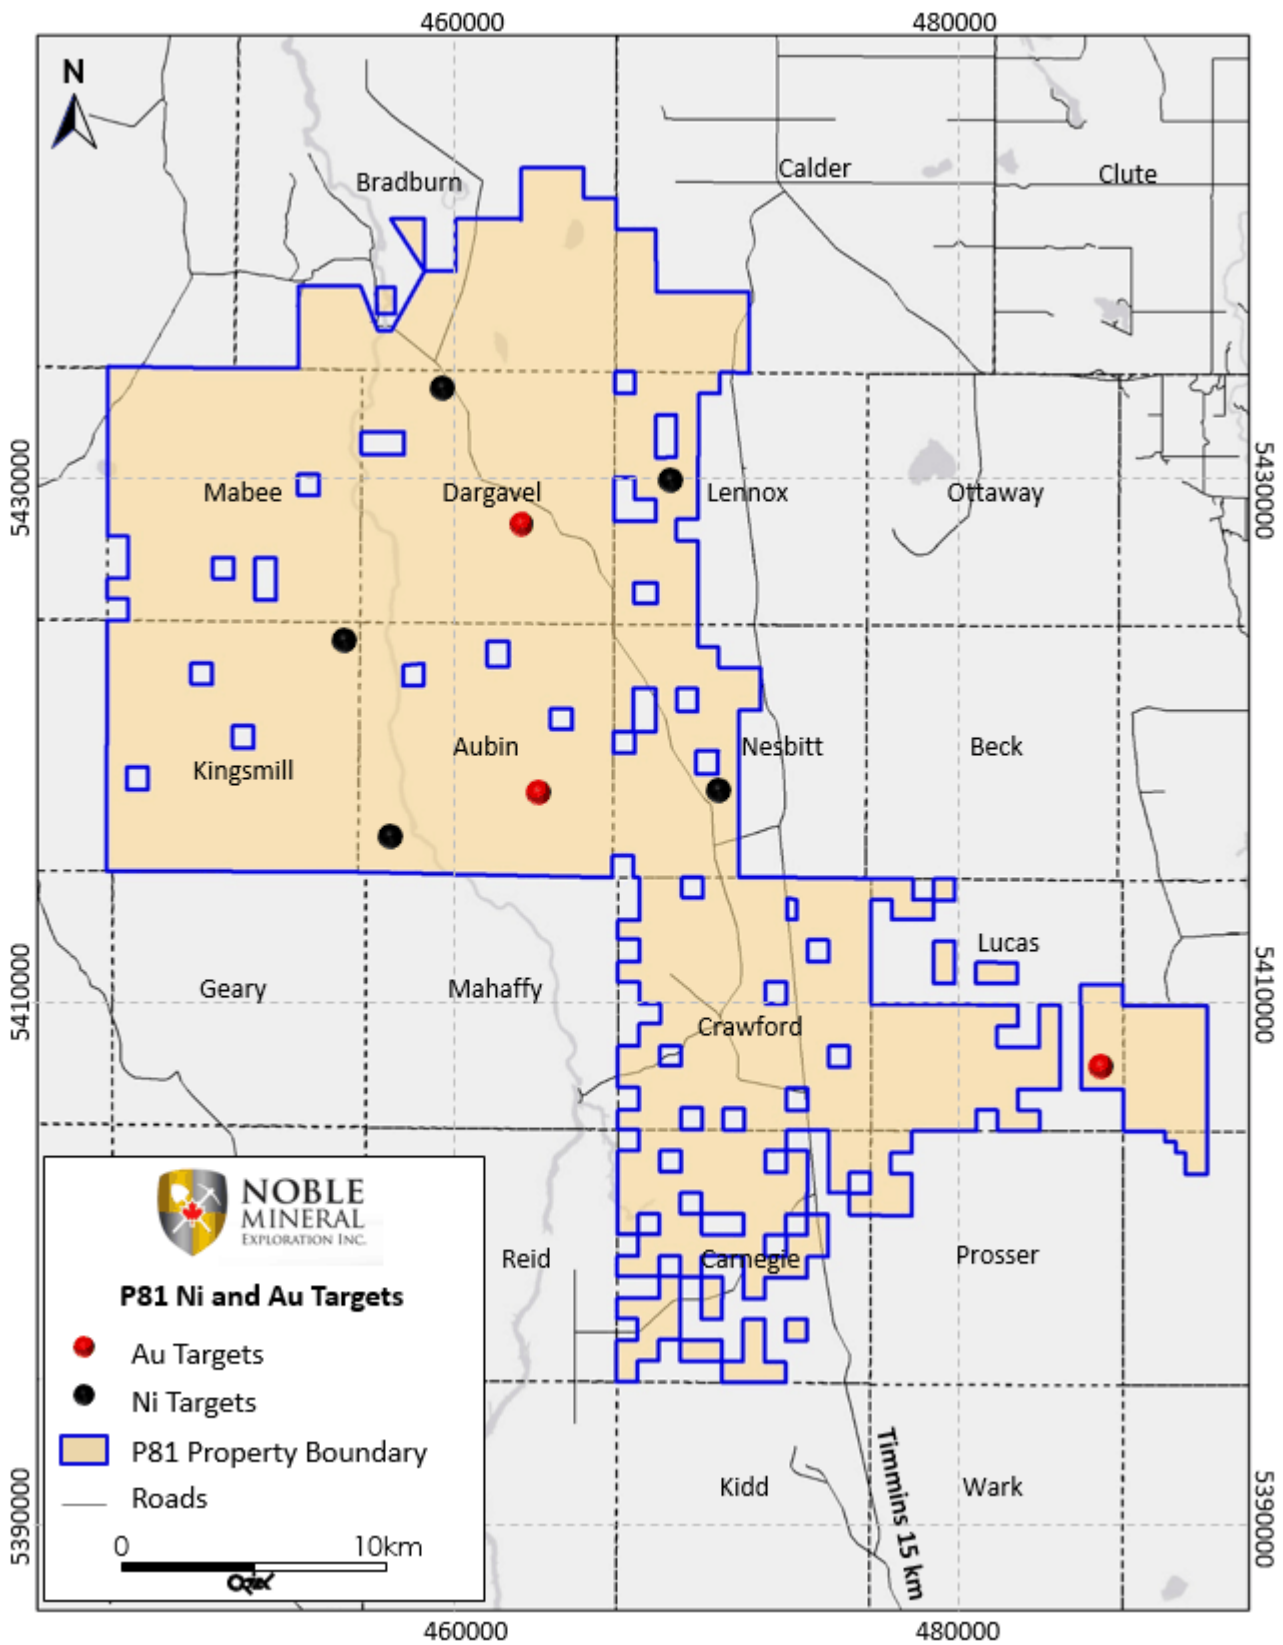 460000
480000
N
Calder
Clute
Bradburn
5430000
5430000
Mabee
Dargavel
Lennox
Ottaway
Aubin
Nesbitt
Beck
Kingsmill
Lucas
5410000
5410000
Geary
Mahaffy
Crawford
NOBLE
MINERAL
EXPLORATION INC.
Reid
Carnegie
Prosser
P81 Ni and Au Targets
Au Targets
Ni Targets
P81 Property Boundary
Roads
Timmins 15 km
Kidd
Wark
5390000
5390000
0
10km
460000
480000